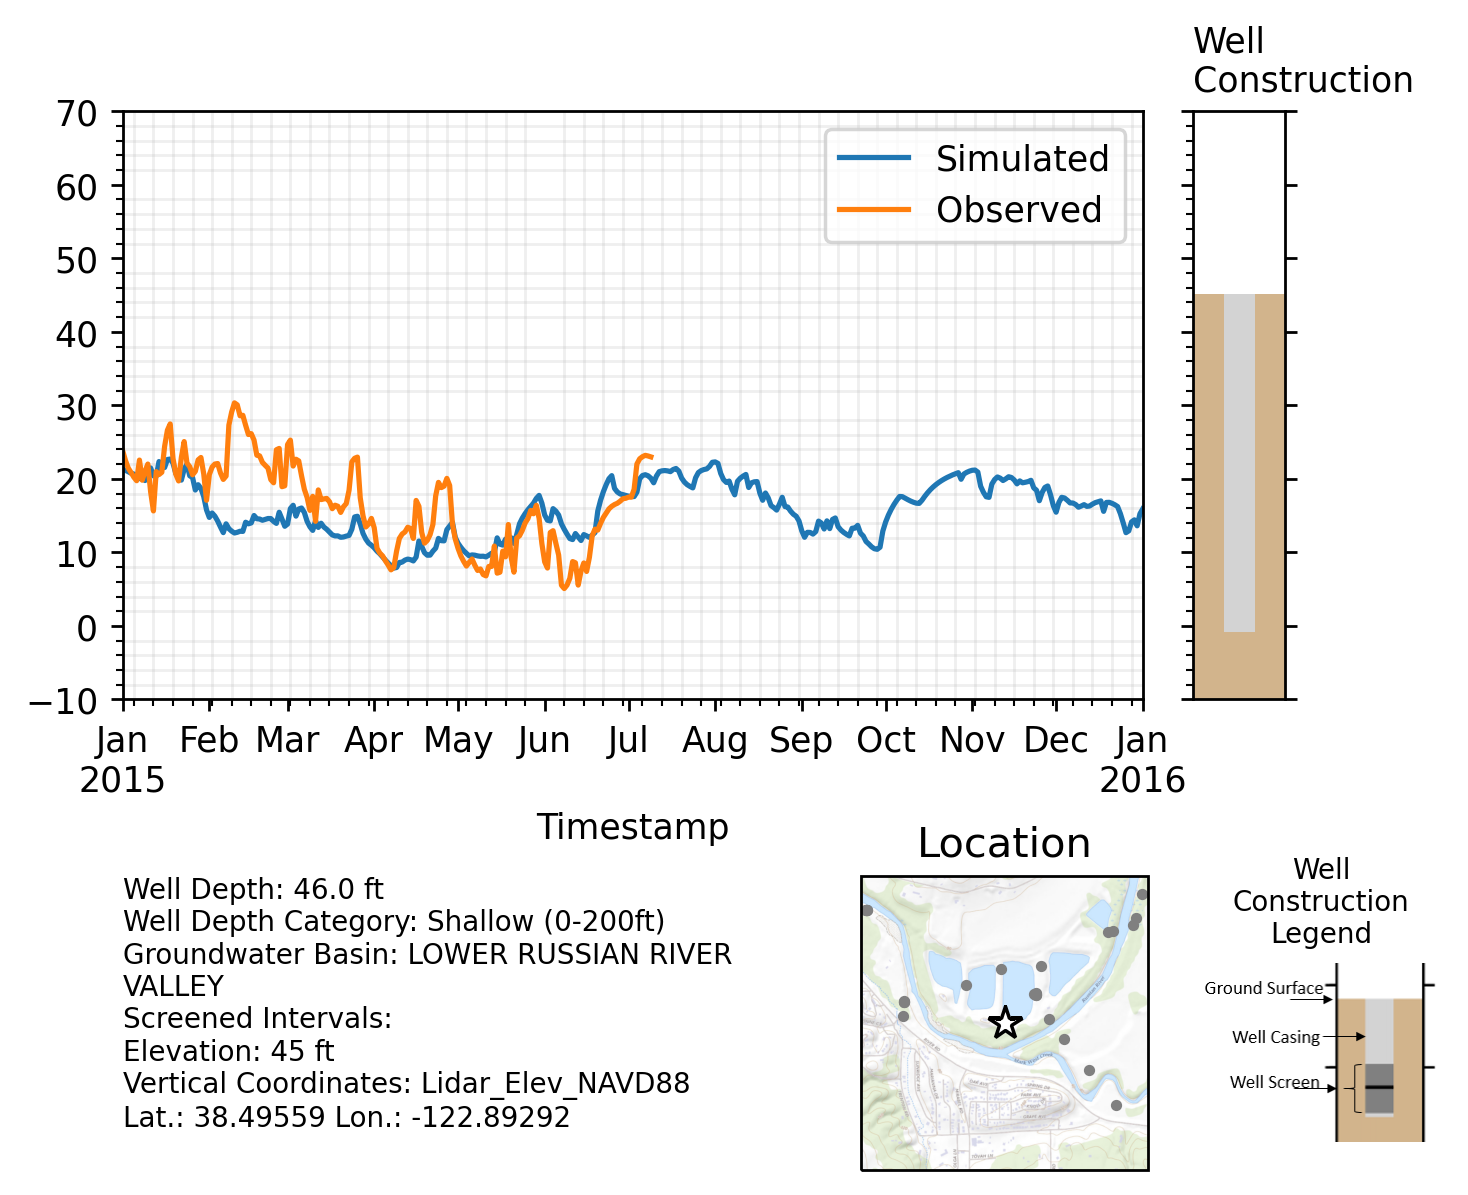 Well
Construction
70
60
50
40
30
20
10
0
−10
Simulated
Observed
Jan Feb Mar Apr May Jun Jul Aug Sep Oct Nov Dec Jan
2015 2016
Timestamp
Well Depth: 46.0 ft
Well Depth Category: Shallow (0-200ft)
Groundwater Basin: LOWER RUSSIAN RIVER
VALLEY
Screened Intervals:
Elevation: 45 ft
Vertical Coordinates: Lidar_Elev_NAVD88
Lat.: 38.49559 Lon.: -122.89292
Location
Well
Construction
Legend
Ground Surface
Well Casing
Well Screen